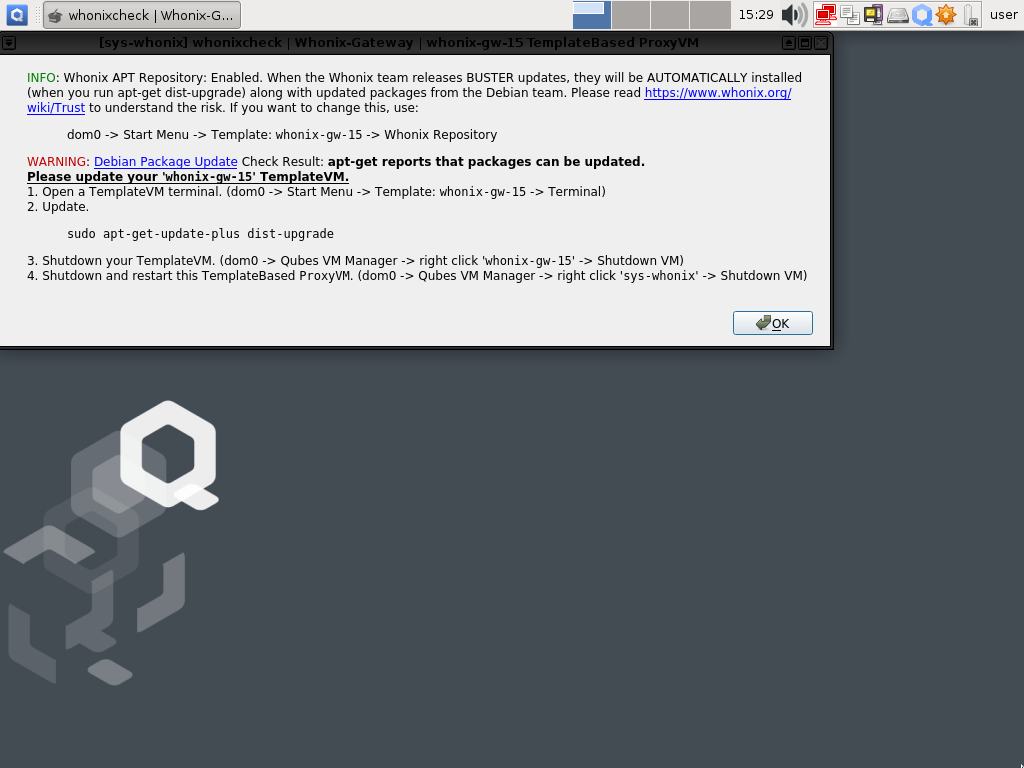 whonixcheck | Whonix-G...
15:29
user
[sys-whonix] whonixcheck | Whonix-Gateway | whonix-gw-15 TemplateBased ProxyVM
INFO: Whonix APT Repository: Enabled. When the Whonix team releases BUSTER updates, they will be AUTOMATICALLY installed
(when you run apt-get dist-upgrade) along with updated packages from the Debian team. Please read https://www.whonix.org/
wiki/Trust to understand the risk. If you want to change this, use:
dom0 -> Start Menu -> Template: whonix-gw-15 -> Whonix Repository
WARNING: Debian Package Update Check Result: apt-get reports that packages can be updated.
Please update your 'whonix-gw-15' TemplateVM.
1. Open a TemplateVM terminal. (dom0 -> Start Menu -> Template: whonix-gw-15 -> Terminal)
2. Update.
sudo apt-get-update-plus dist-upgrade
3. Shutdown your TemplateVM. (dom0 -> Qubes VM Manager -> right click 'whonix-gw-15' -> Shutdown VM)
4. Shutdown and restart this TemplateBased ProxyVM. (dom0 -> Qubes VM Manager -> right click 'sys-whonix' -> Shutdown VM)
OK